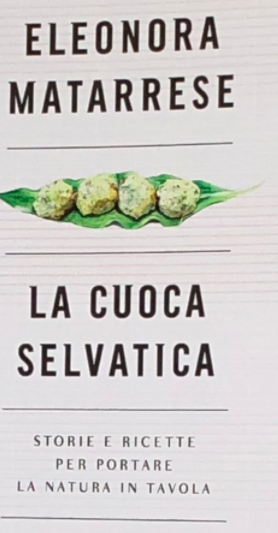 ELEONORA
MATARRESE
LA CUOCA
SELVATICA
STORIE E RICETTE
PER PORTARE
LA NATURA IN TAVOLA